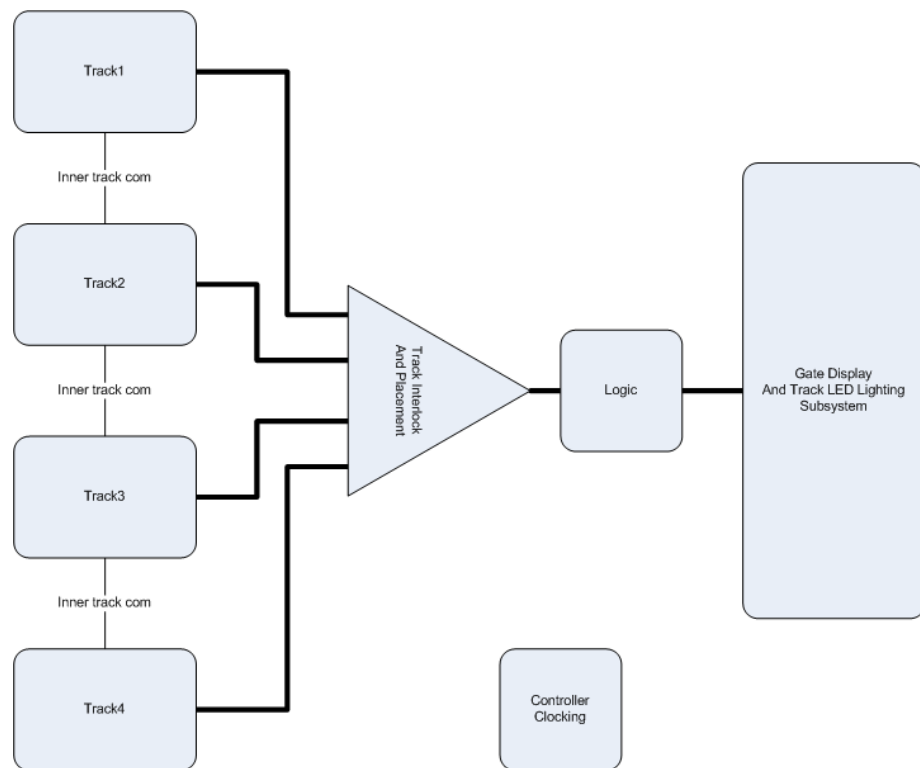 Track1
Inner track com
Track2
Inner track com
Track3
Inner track com
Track4
Track Interlock
And Placement
Logic
Gate Display
And Track LED Lighting
Subsystem
Controller
Clocking